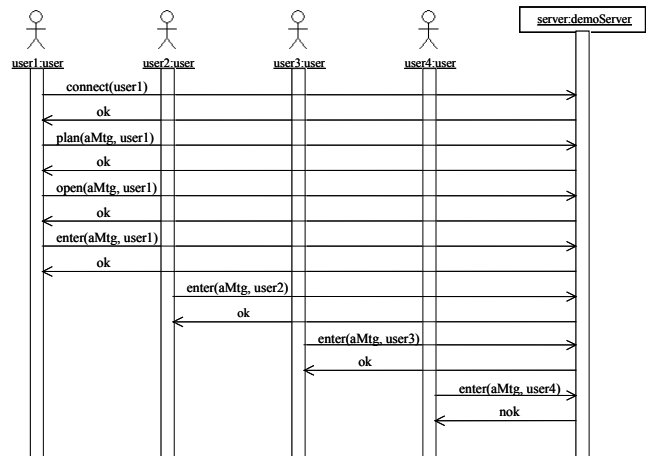 server:demoServer
user1:user
user2:user
user3:user
user4:user
connect(user1)
ok
plan(aMtg, user1)
ok
open(aMtg, user1)
ok
enter(aMtg, user1)
ok
enter(aMtg, user2)
ok
enter(aMtg, user3)
ok
enter(aMtg, user4)
nok